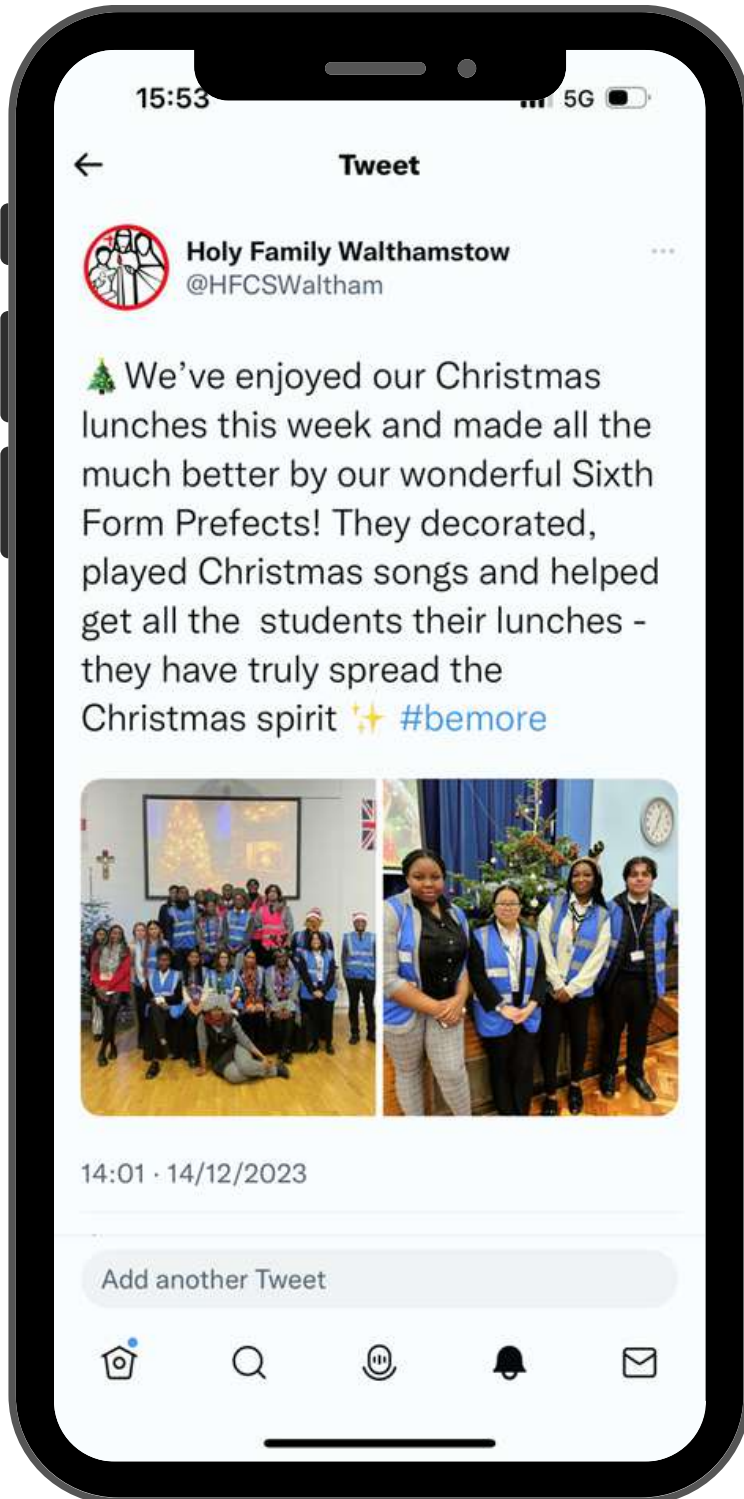 15:53
5G
Tweet
Holy Family Walthamstow
@HFCSWaltham
🎄We’ve enjoyed our Christmas
lunches this week and made all the
much better by our wonderful Sixth
Form Prefects! They decorated,
played Christmas songs and helped
get all the  students their lunches -
they have truly spread the
Christmas spirit ✨ #bemore
14:01 · 14/12/2023
Add another Tweet